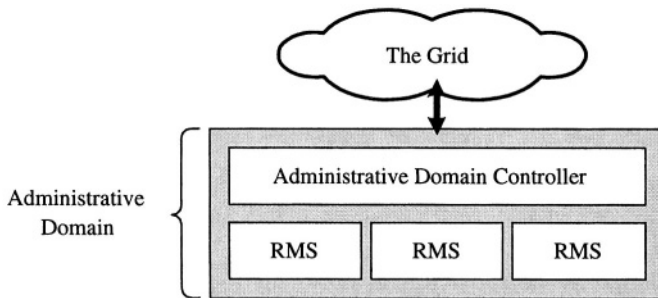 The Grid
Administrative Domain Controller
Administrative
Domain
RMS RMS RMS